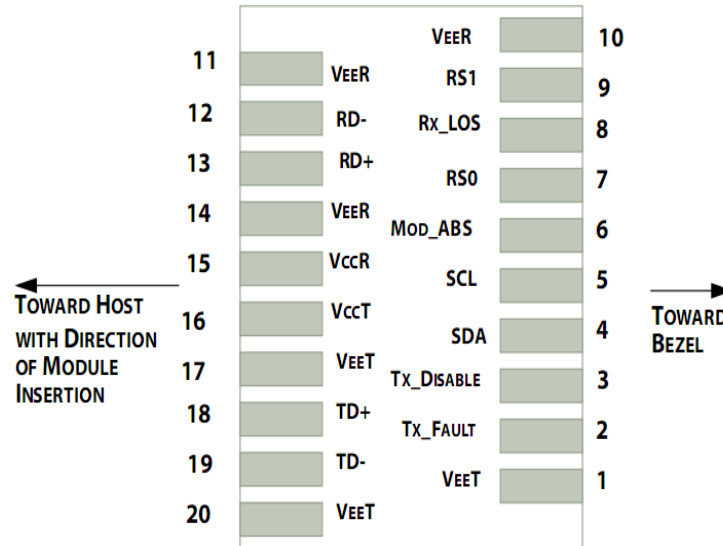 11 VEER
12 RD-
13 RD+
14 VEER
15 VCCR
16 VCCT
17 VEET
18 TD+
19 TD-
20 VEET
VEER 10
RS1 9
RX_LOS 8
RS0 7
MOD_ABS 6
SCL 5
SDA 4
TX_DISABLE 3
TX_FAULT 2
VEET 1
TOWARD HOST
WITH DIRECTION
OF MODULE
INSERTION
TOWARD
BEZEL